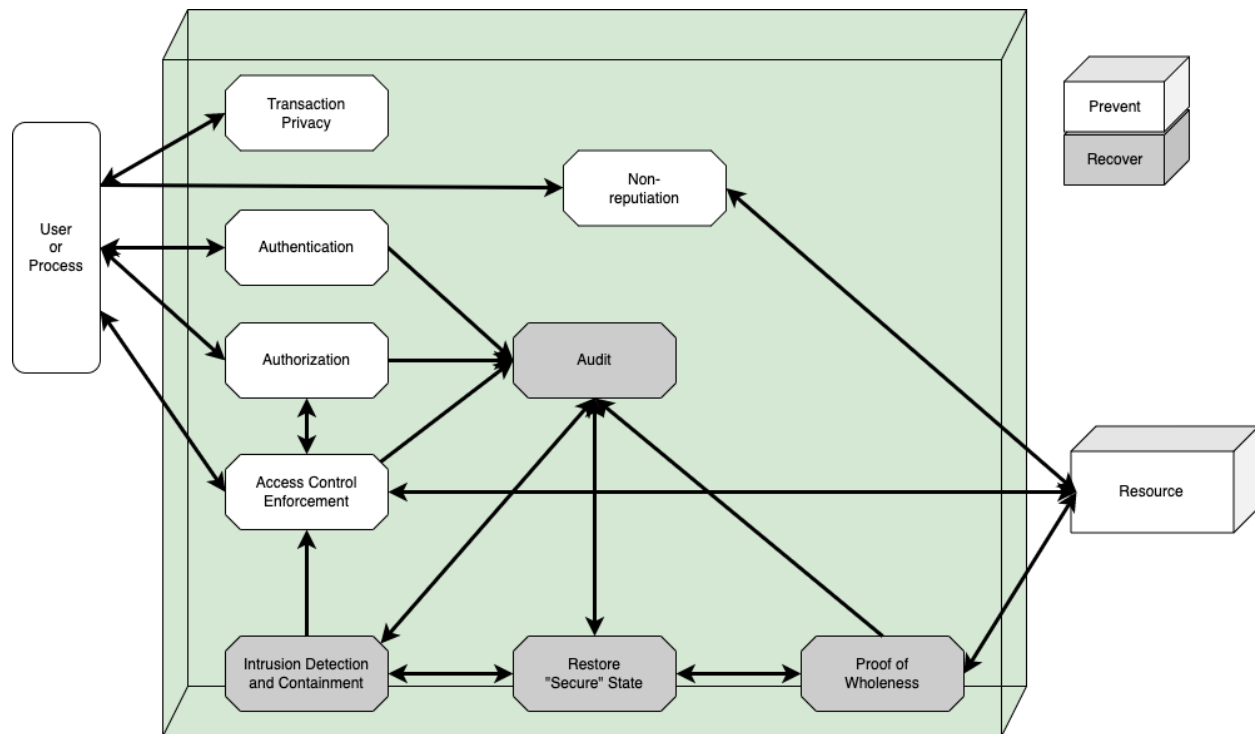 Transaction
Privacy
Prevent
Recover
Non-
reputiation
User
or
Process
Authentication
Authorization
Audit
Access Control
Enforcement
Resource
Intrusion Detection
and Containment
Restore
"Secure" State
Proof of
Wholeness